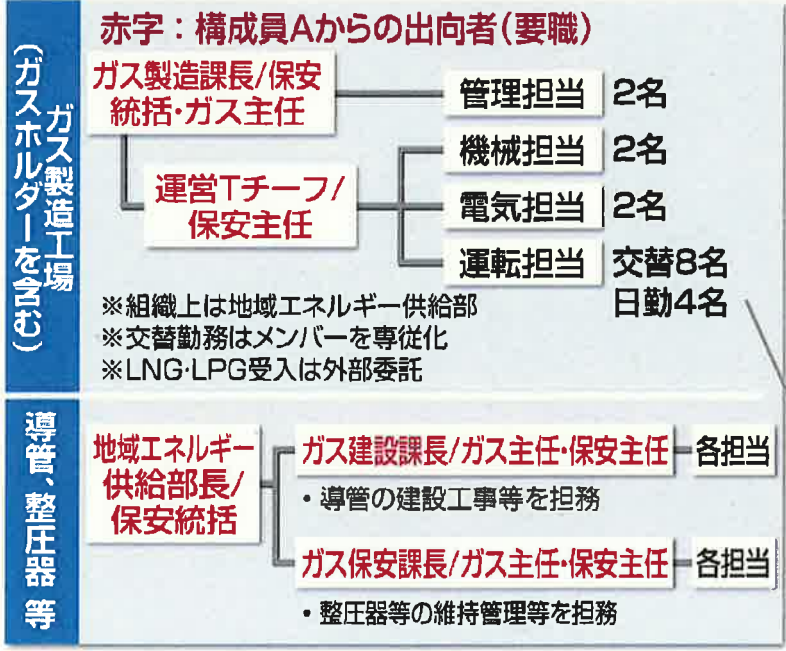 赤字：構成員Aからの出向者(要職)
ガス製造工場
(ガスホルダーを含む)
ガス製造課長/保安
統括・ガス主任
管理担当 2名
運営Tチーフ/
保安主任
機械担当 2名
電気担当 2名
運転担当 交替8名
日勤4名
※組織上は地域エネルギー供給部
※交替勤務はメンバーを専従化
※LNG・LPG受入は外部委託
導管、整圧器 等
地域エネルギー
供給部長/
保安統括
ガス建設課長/ガス主任・保安主任 各担当
・導管の建設工事等を担務
ガス保安課長/ガス主任・保安主任 各担当
・整圧器等の維持管理等を担務